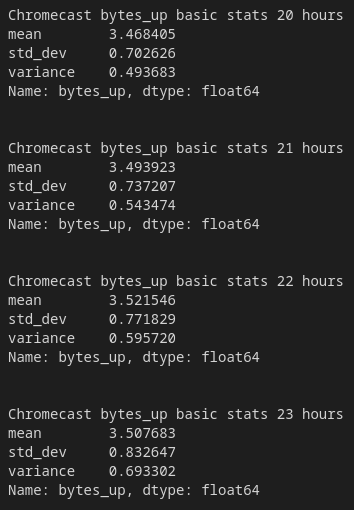 Chromecast bytes_up basic stats 20 hours
mean        3.468405
std_dev     0.702626
variance    0.493683
Name: bytes_up, dtype: float64
Chromecast bytes_up basic stats 21 hours
mean        3.493923
std_dev     0.737207
variance    0.543474
Name: bytes_up, dtype: float64
Chromecast bytes_up basic stats 22 hours
mean        3.521546
std_dev     0.771829
variance    0.595720
Name: bytes_up, dtype: float64
Chromecast bytes_up basic stats 23 hours
mean        3.507683
std_dev     0.832647
variance    0.693302
Name: bytes_up, dtype: float64